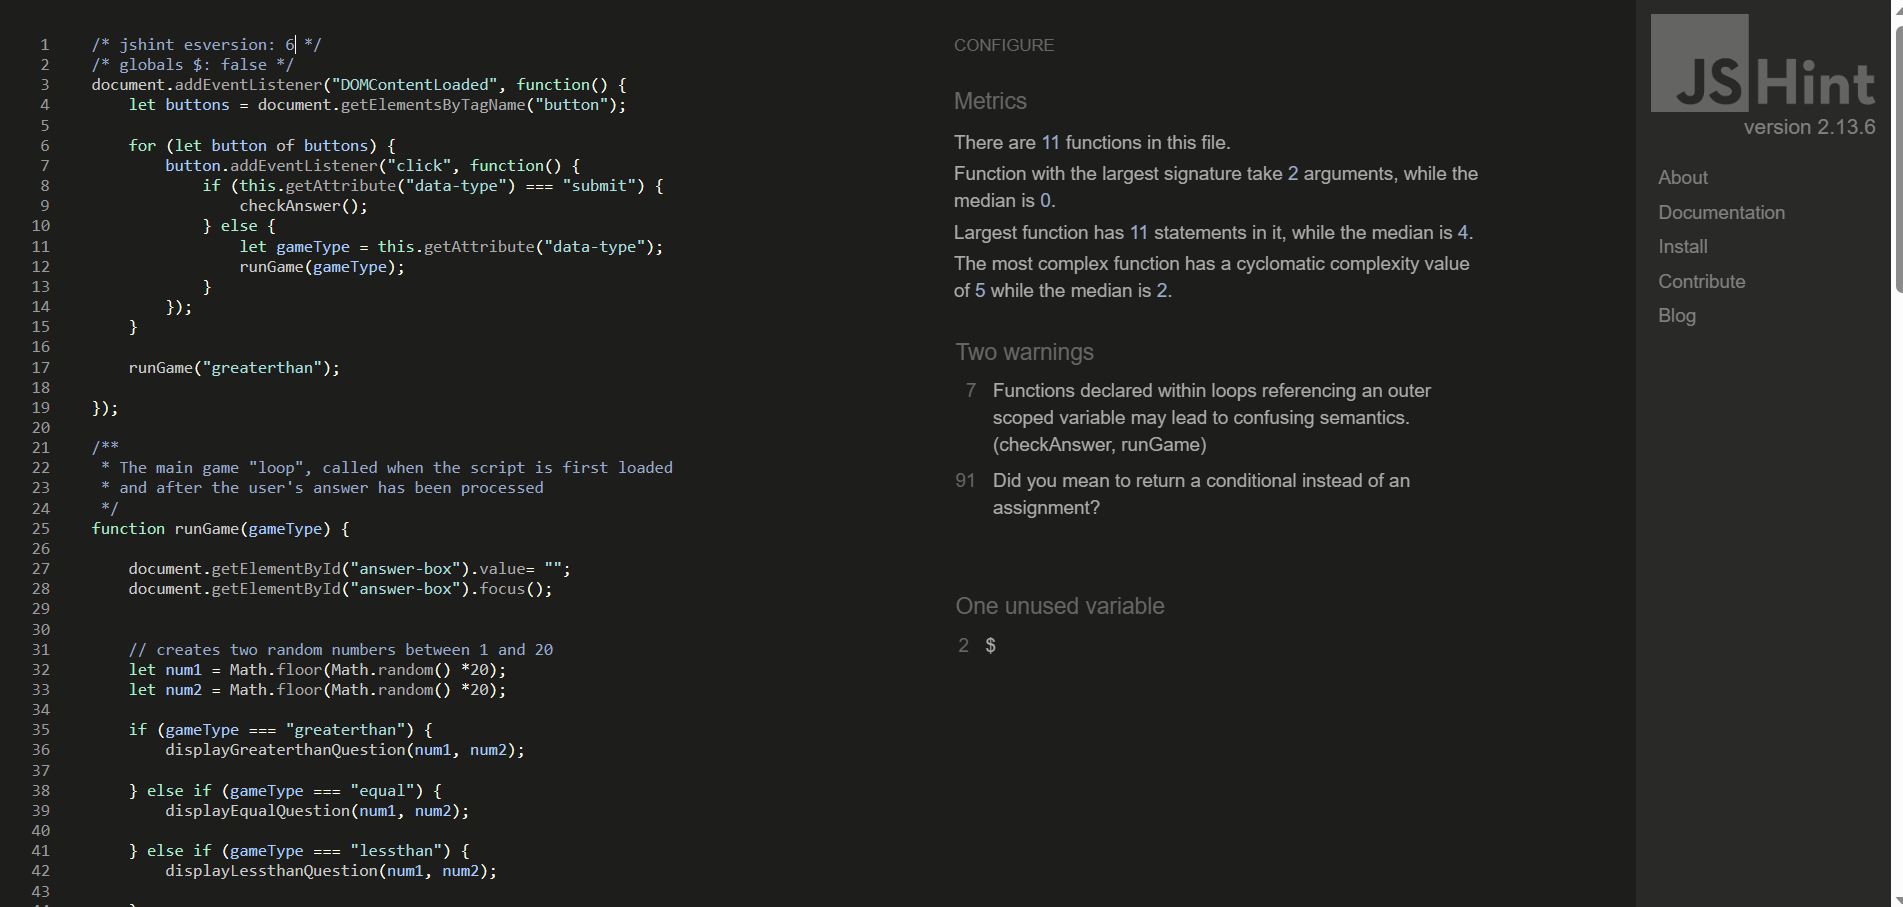 1 /* jshint esversion: 6 */
2 /* globals $: false */
3 document.addEventListener("DOMContentLoaded", function() {
4 let buttons = document.getElementsByTagName("button");
5
6 for (let button of buttons) {
7 button.addEventListener("click", function() {
8 if (this.getAttribute("data-type") === "submit") {
9 checkAnswer();
10 } else {
11 let gameType = this.getAttribute("data-type");
12 runGame(gameType);
13 }
14 });
15 }
16
17 runGame("greaterthan");
18
19 });
20
21 /**
22 * The main game "loop", called when the script is first loaded
23 * and after the user's answer has been processed
24 */
25 function runGame(gameType) {
26
27 document.getElementById("answer-box").value= "";
28 document.getElementById("answer-box").focus();
29
30
31 // creates two random numbers between 1 and 20
32 let num1 = Math.floor(Math.random() *20);
33 let num2 = Math.floor(Math.random() *20);
34
35 if (gameType === "greaterthan") {
36 displayGreaterthanQuestion(num1, num2);
37
38 } else if (gameType === "equal") {
39 displayEqualQuestion(num1, num2);
40
41 } else if (gameType === "lessthan") {
42 displayLessthanQuestion(num1, num2);
43
CONFIGURE
Metrics
There are 11 functions in this file.
Function with the largest signature take 2 arguments, while the
median is 0.
Largest function has 11 statements in it, while the median is 4.
The most complex function has a cyclomatic complexity value
of 5 while the median is 2.
Two warnings
7 Functions declared within loops referencing an outer
scoped variable may lead to confusing semantics.
(checkAnswer, runGame)
91 Did you mean to return a conditional instead of an
assignment?
One unused variable
2 $
JSHint
version 2.13.6
About
Documentation
Install
Contribute
Blog